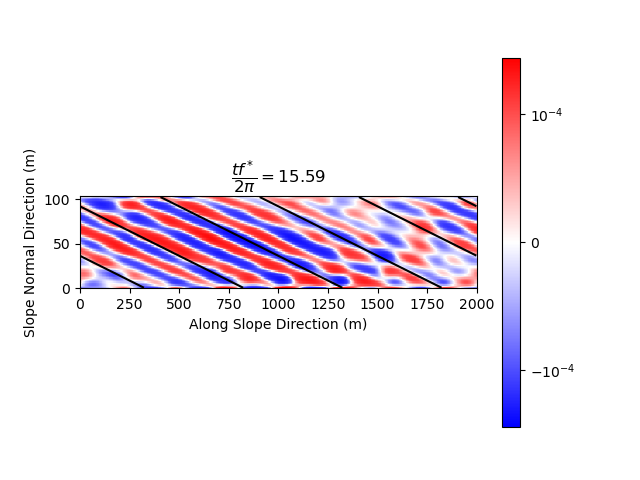 tf*/2π = 15.59
Slope Normal Direction (m)
100
50
0
0 250 500 750 1000 1250 1500 1750 2000
Along Slope Direction (m)
10⁻⁴
0
−10⁻⁴